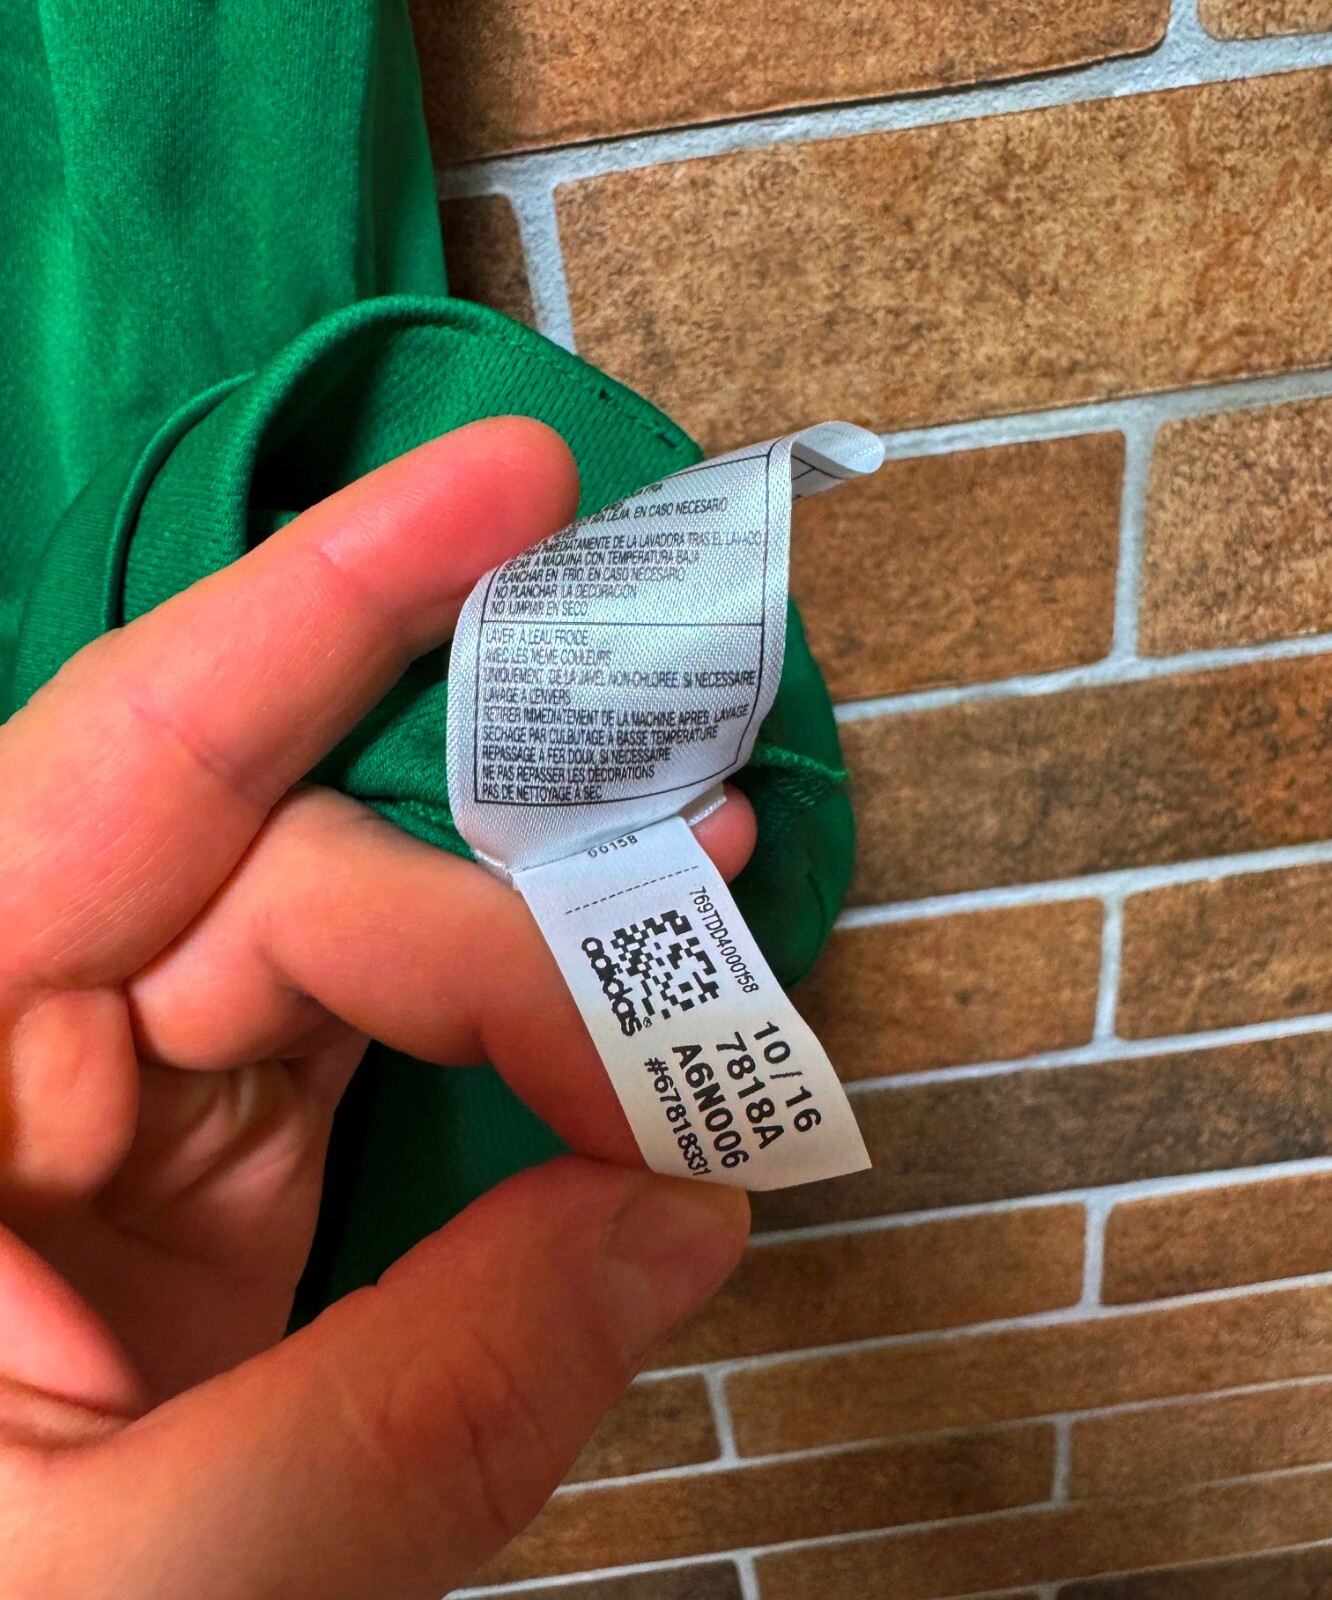 EN CASO NECESARIO
INMEDIATAMENTE DE LA LAVADORA TRAS EL LAVADO
SECAR A MAQUINA CON TEMPERATURA BAJA
PLANCHAR EN FRIO, EN CASO NECESARIO
NO PLANCHAR LA DECORACION
NO LIMPIAR EN SECO
LAVER A L'EAU FROIDE
AVEC LES MEME COULEURS
UNIQUEMENT DE LA JAVEL NON-CHLOREE, SI NECESSAIRE
LAVAGE A L'ENVERS
RETIRER IMMEDIATEMENT DE LA MACHINE APRES LAVAGE
SECHAGE PAR CULBUTAGE A BASSE TEMPERATURE
REPASSAGE A FER DOUX, SI NECESSAIRE
NE PAS REPASSER LES DECORATIONS
PAS DE NETTOYAGE A SEC
00158
769TDD4000158
adidas®
10/16
7818A
A6N006
#67818331